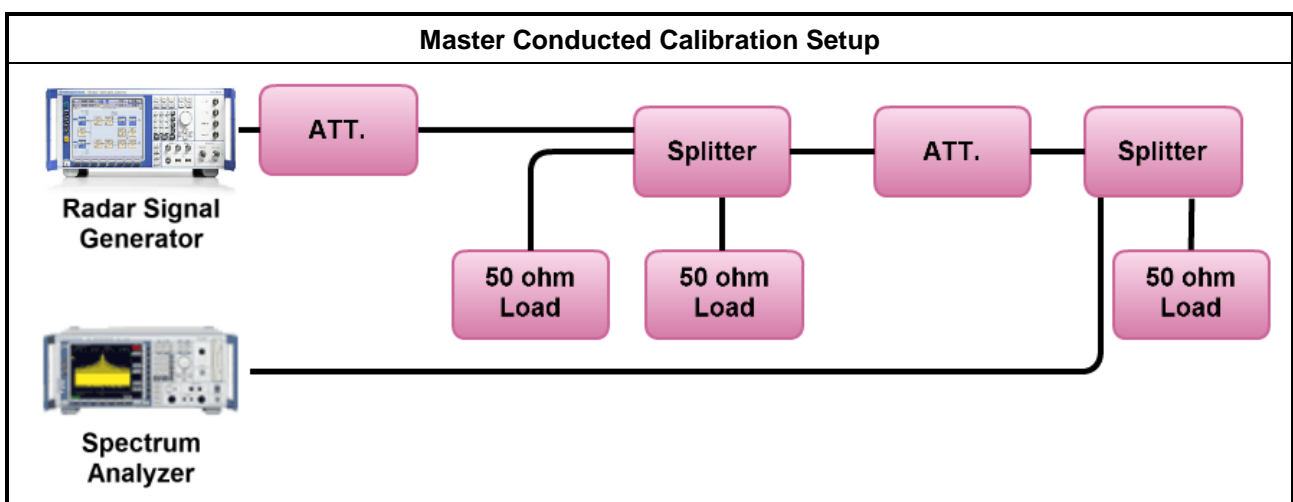 Master Conducted Calibration Setup
ATT.
Splitter
ATT.
Splitter
Radar Signal
Generator
50 ohm
Load
50 ohm
Load
50 ohm
Load
Spectrum
Analyzer